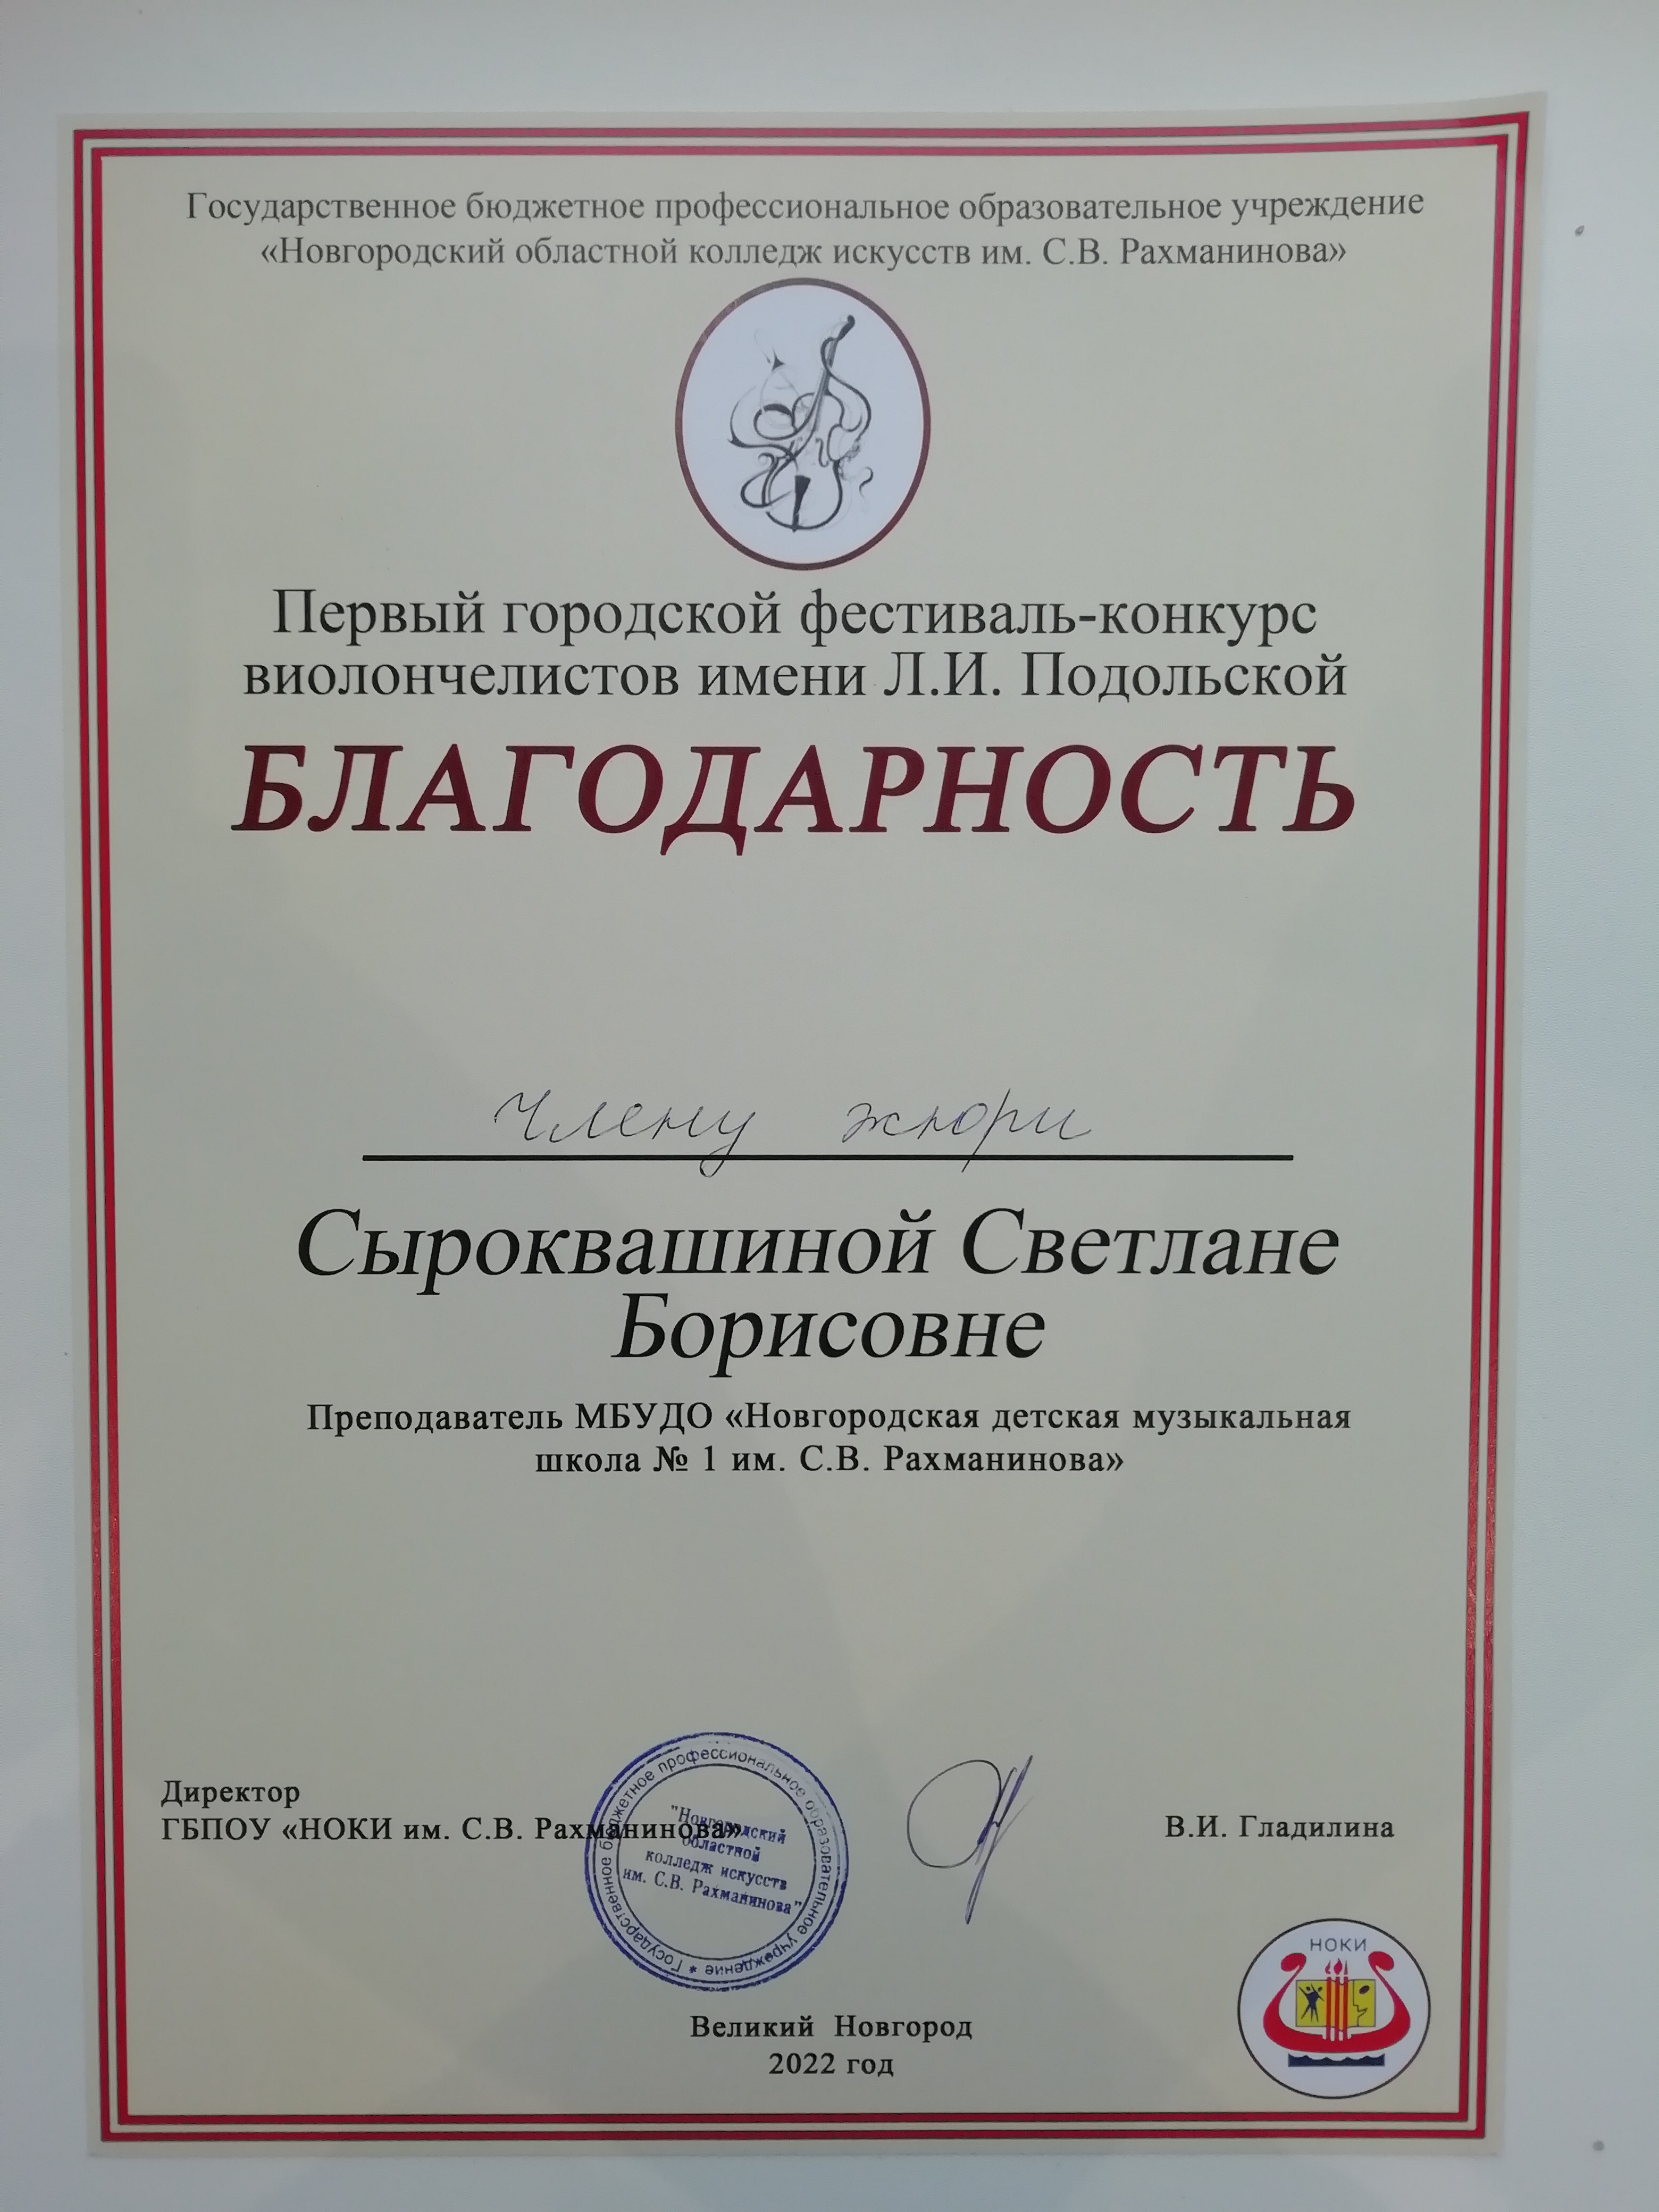 Государственное бюджетное профессиональное образовательное учреждение
«Новгородский областной колледж искусств им. С.В. Рахманинова»
Первый городской фестиваль-конкурс
виолончелистов имени Л.И. Подольской
БЛАГОДАРНОСТЬ
члену жюри
Сыроквашиной Светлане
Борисовне
Преподаватель МБУДО «Новгородская детская музыкальная
школа № 1 им. С.В. Рахманинова»
Директор
ГБПОУ «НОКИ им. С.В. Рахманинова»
В.И. Гладилина
* Государственное бюджетное профессиональное образовательное учреждение
"Новгородский
областной
колледж искусств
им. С.В. Рахманинова"
НОКИ
Великий Новгород
2022 год